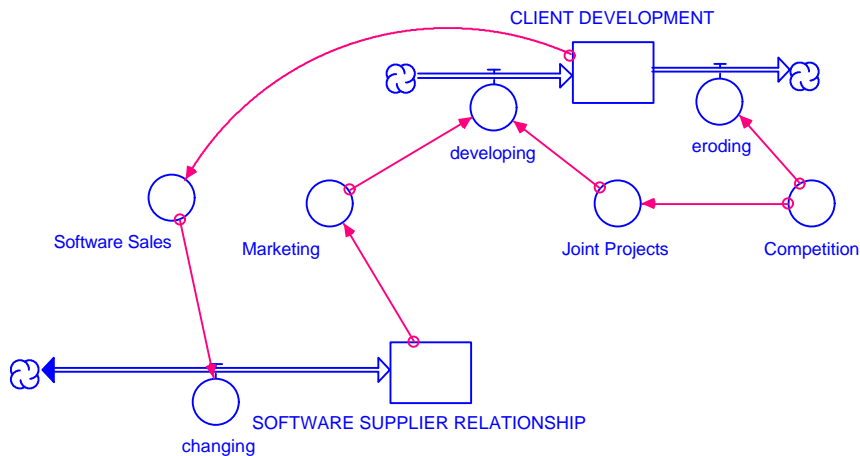 CLIENT DEVELOPMENT
developing
eroding
Software Sales
Marketing
Joint Projects
Competition
SOFTWARE SUPPLIER RELATIONSHIP
changing